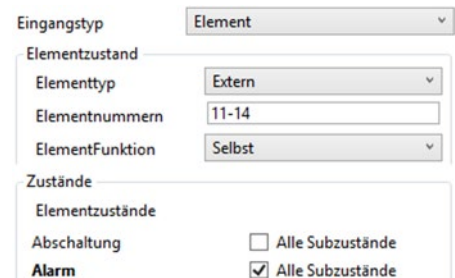 Eingangstyp Element
Elementzustand
Elementtyp Extern
Elementnummern 11-14
ElementFunktion Selbst
Zustände
Elementzustände
Abschaltung Alle Subzustände
Alarm Alle Subzustände